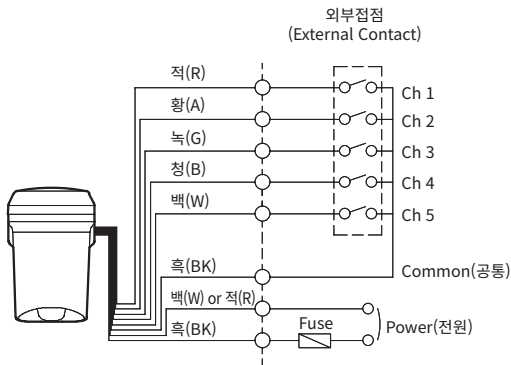 외부접점
(External Contact)
적(R)
Ch 1
황(A)
Ch 2
녹(G)
Ch 3
청(B)
Ch 4
백(W)
Ch 5
흑(BK)
Common(공통)
백(W) or 적(R)
흑(BK)
Fuse
Power(전원)